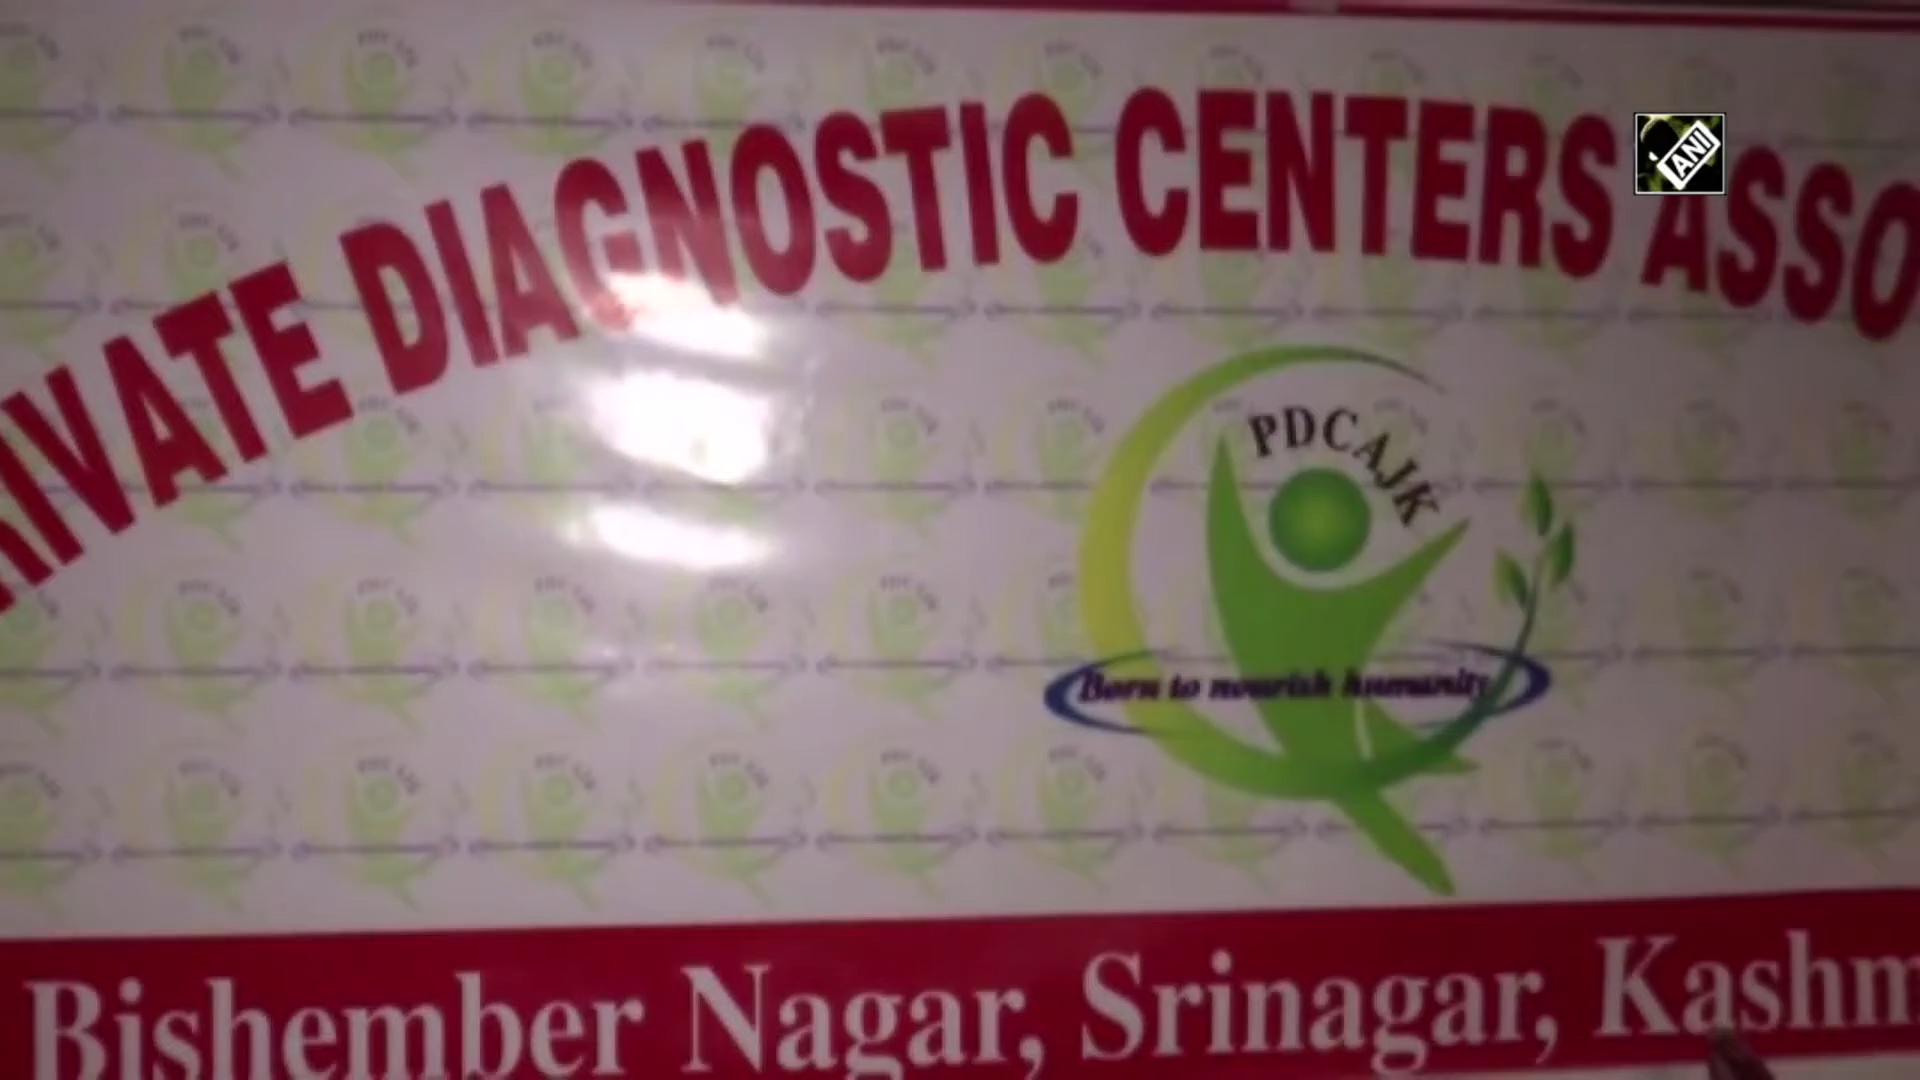 RIVATE DIAGNOSTIC CENTERS ASSO
ANI
PDCAJK
Born to nourish humanity
Bishember Nagar, Srinagar, Kashm